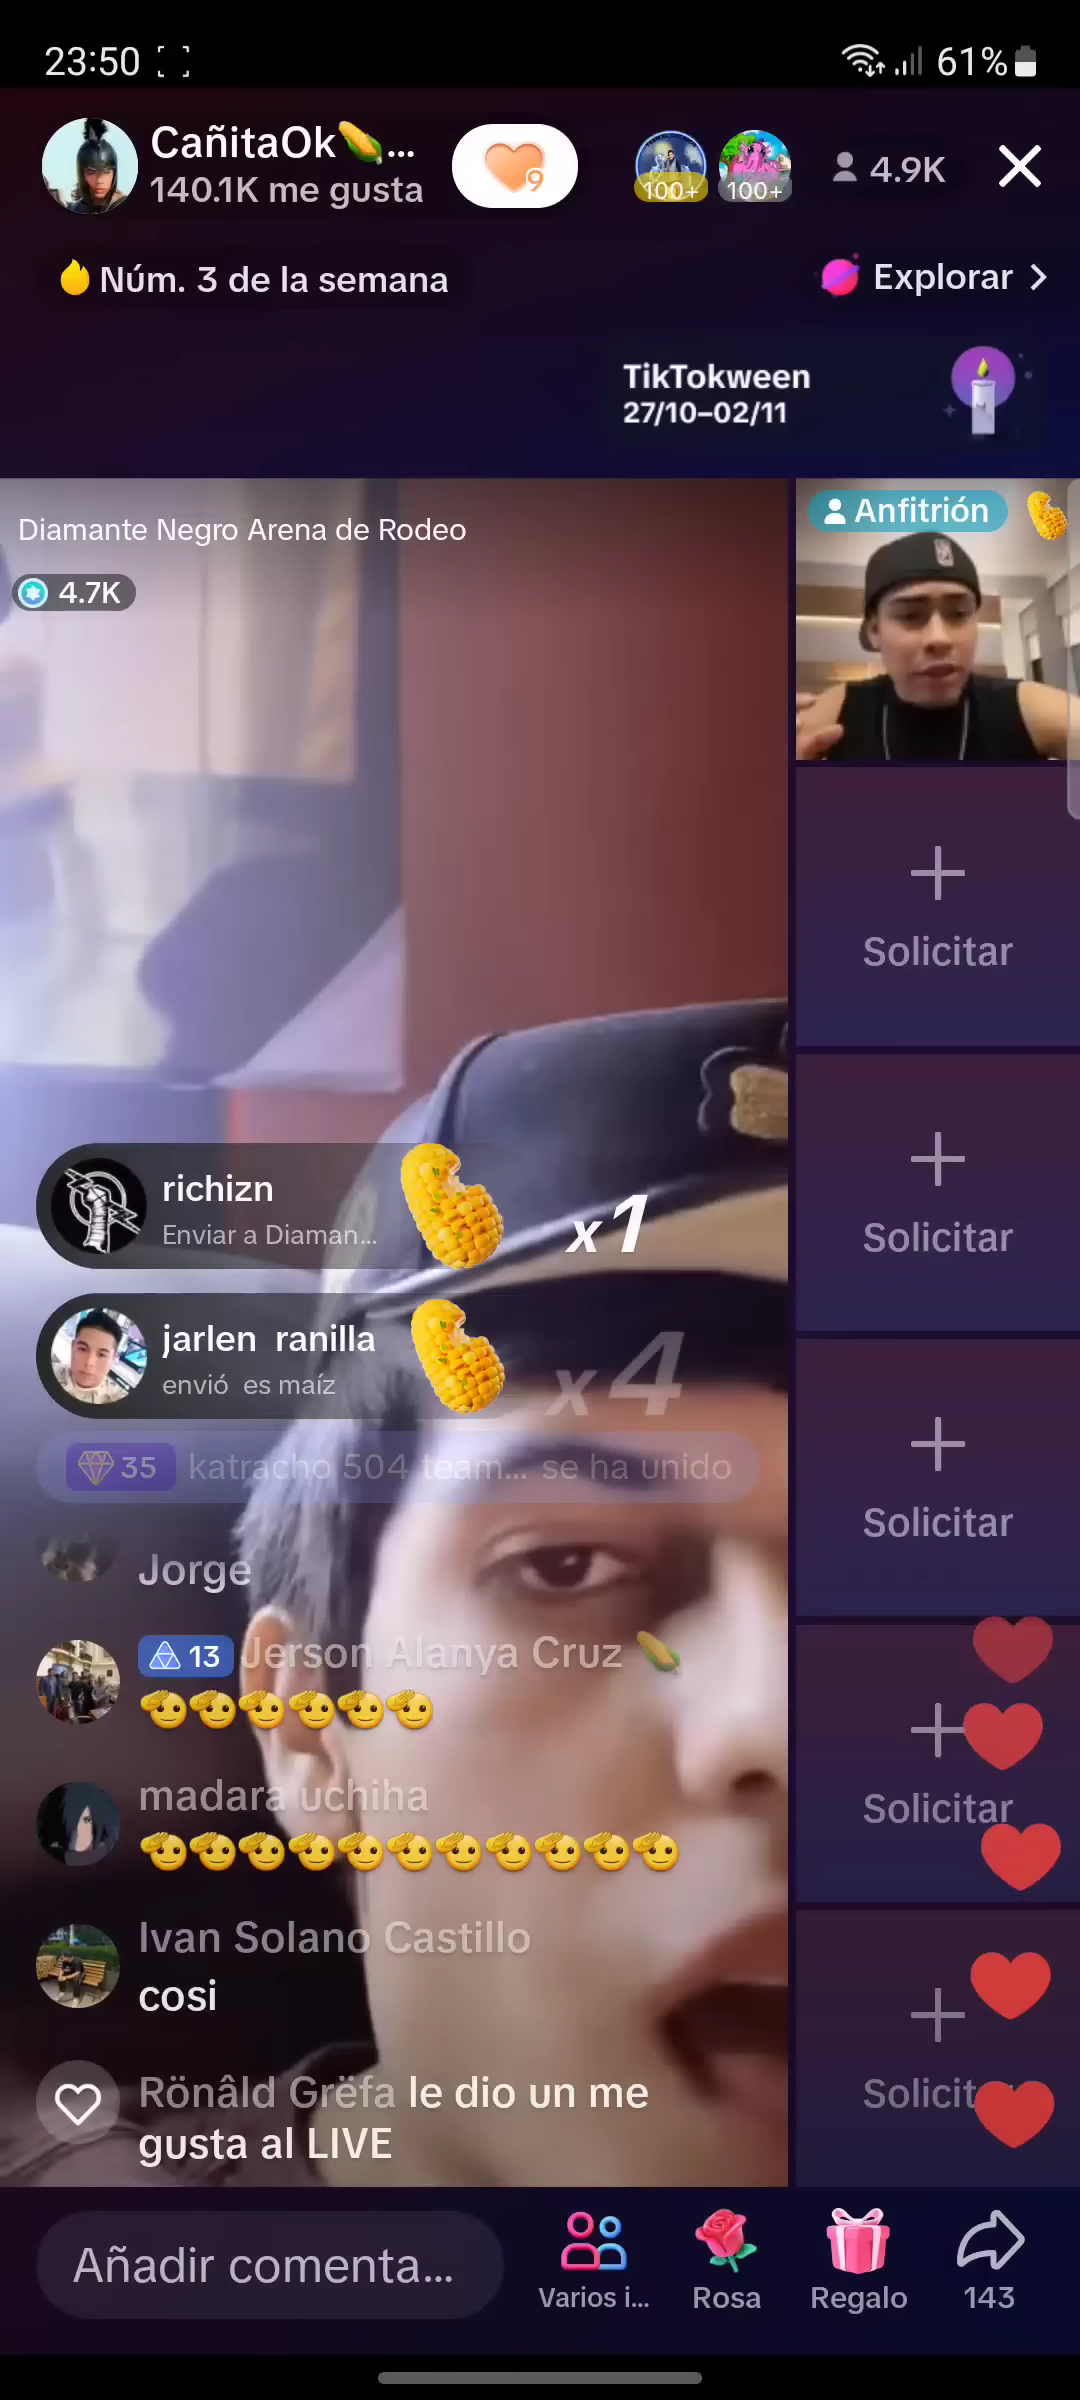 23:50
61%
CañitaOk🌽...
140.1K me gusta
9
100+
100+
4.9K
Núm. 3 de la semana
Explorar >
TikTokween
27/10–02/11
Diamante Negro Arena de Rodeo
4.7K
Anfitrión
Solicitar
Solicitar
Solicitar
Solicitar
richizn
Enviar a Diaman...
x1
jarlen ranilla
envió es maíz
x4
35 katracho 504 team... se ha unido
Jorge
13 Jerson Alanya Cruz 🌽
🫡🫡🫡🫡🫡🫡
madara uchiha
🫡🫡🫡🫡🫡🫡🫡🫡🫡🫡🫡
Ivan Solano Castillo
cosi
Rönâld Grëfa le dio un me
gusta al LIVE
Añadir comenta...
Varios i...
Rosa
Regalo
143